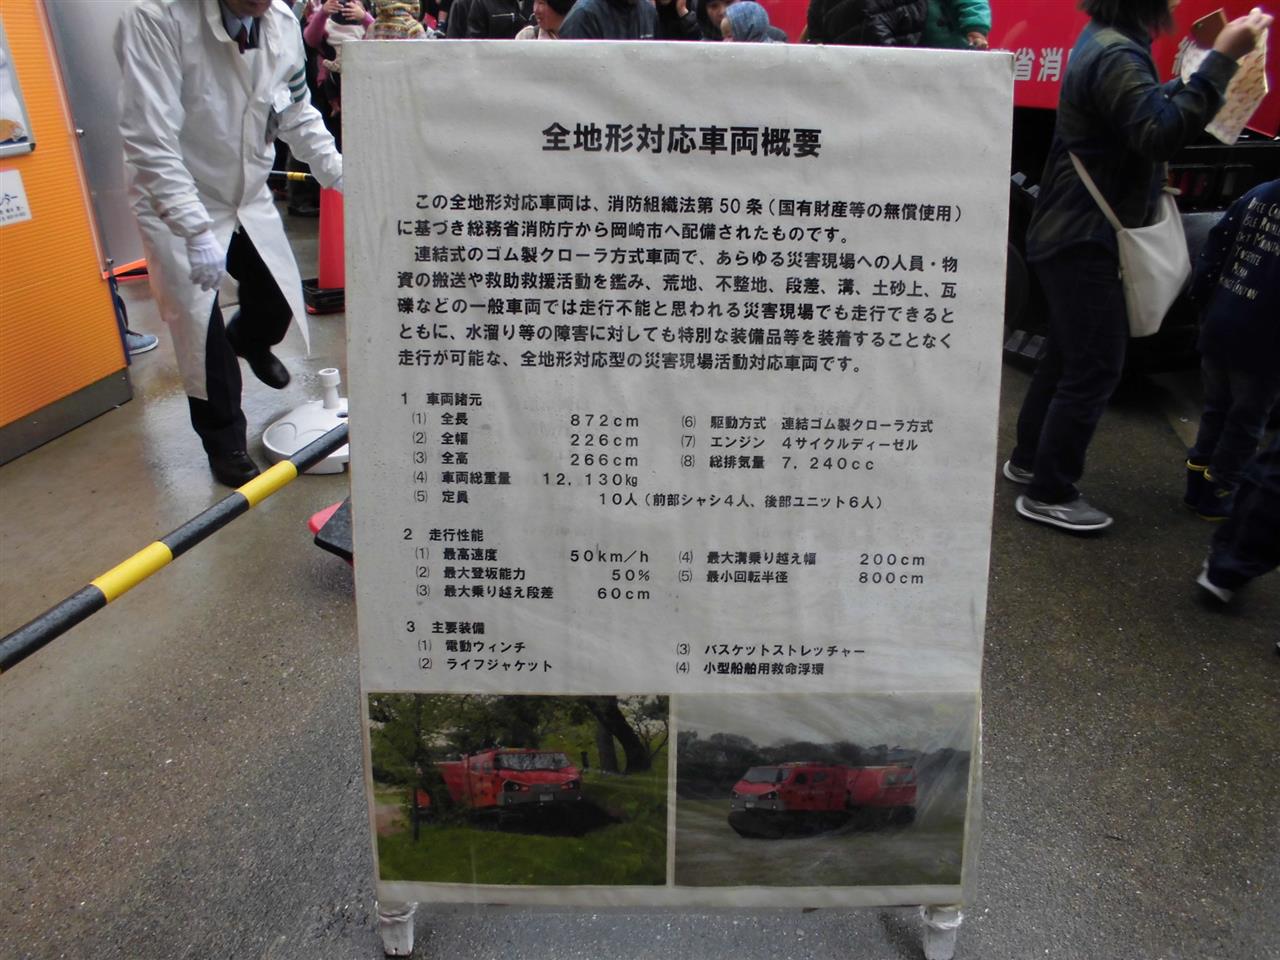 全地形対応車両概要
この全地形対応車両は、消防組織法第50条（国有財産等の無償使用）
に基づき総務省消防庁から岡崎市へ配備されたものです。
連結式のゴム製クローラ方式車両で、あらゆる災害現場への人員・物
資の搬送や救助救援活動を鑑み、荒地、不整地、段差、溝、土砂上、瓦
礫などの一般車両では走行不能と思われる災害現場でも走行できると
ともに、水溜り等の障害に対しても特別な装備品等を装着することなく
走行が可能な、全地形対応型の災害現場活動対応車両です。
1 車両諸元
(1) 全長 872cm
(2) 全幅 226cm
(3) 全高 266cm
(4) 車両総重量 12,130kg
(5) 定員 10人（前部シャシ4人、後部ユニット6人）
(6) 駆動方式 連結ゴム製クローラ方式
(7) エンジン 4サイクルディーゼル
(8) 総排気量 7,240cc
2 走行性能
(1) 最高速度 50km/h
(2) 最大登坂能力 50%
(3) 最大乗り越え段差 60cm
(4) 最大溝乗り越え幅 200cm
(5) 最小回転半径 800cm
3 主要装備
(1) 電動ウィンチ
(2) ライフジャケット
(3) バスケットストレッチャー
(4) 小型船舶用救命浮環
省消